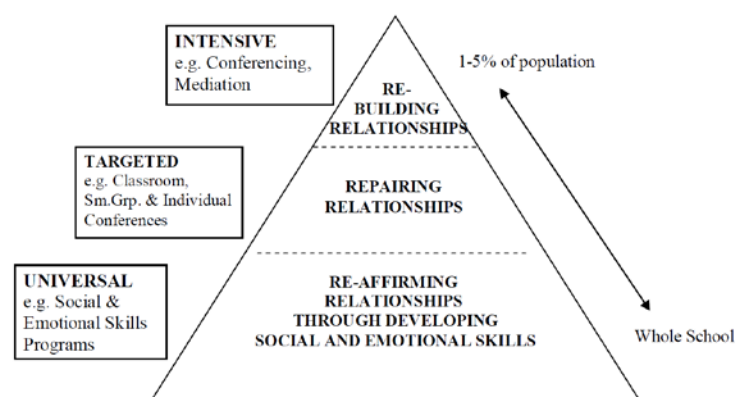 INTENSIVE
e.g. Conferencing,
Mediation
1-5% of population
RE-
BUILDING
RELATIONSHIPS
TARGETED
e.g. Classroom,
Sm.Grp. & Individual
Conferences
REPAIRING
RELATIONSHIPS
UNIVERSAL
e.g. Social &
Emotional Skills
Programs
RE-AFFIRMING
RELATIONSHIPS
THROUGH DEVELOPING
SOCIAL AND EMOTIONAL SKILLS
Whole School